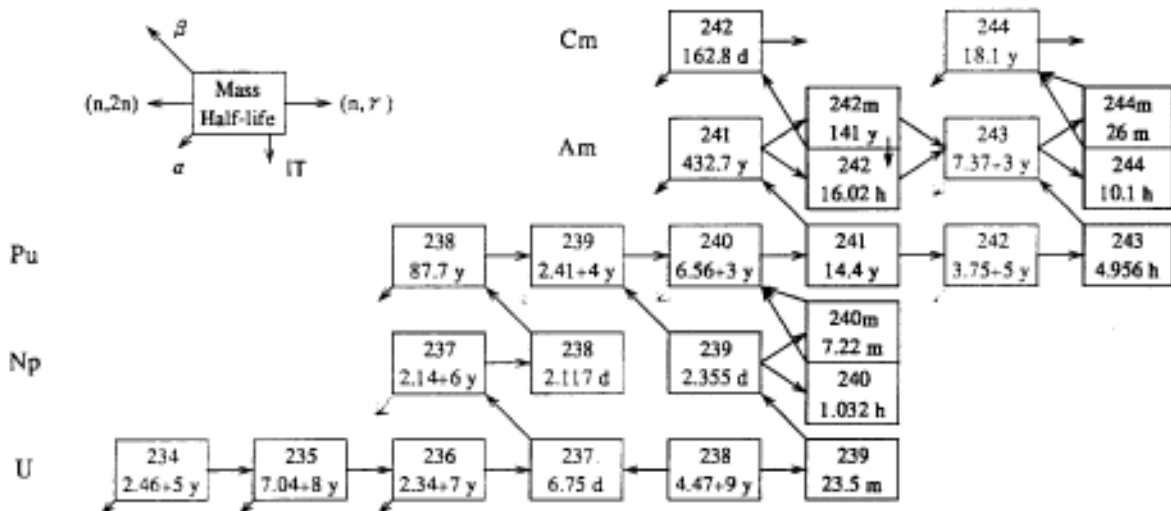 β
(n,2n)
Mass
Half-life
(n,γ)
α
IT
Cm
242
162.8 d
244
18.1 y
Am
241
432.7 y
242m
141 y
242
16.02 h
243
7.37+3 y
244m
26 m
244
10.1 h
Pu
238
87.7 y
239
2.41+4 y
240
6.56+3 y
241
14.4 y
242
3.75+5 y
243
4.956 h
Np
237
2.14+6 y
238
2.117 d
239
2.355 d
240m
7.22 m
240
1.032 h
U
234
2.46+5 y
235
7.04+8 y
236
2.34+7 y
237
6.75 d
238
4.47+9 y
239
23.5 m